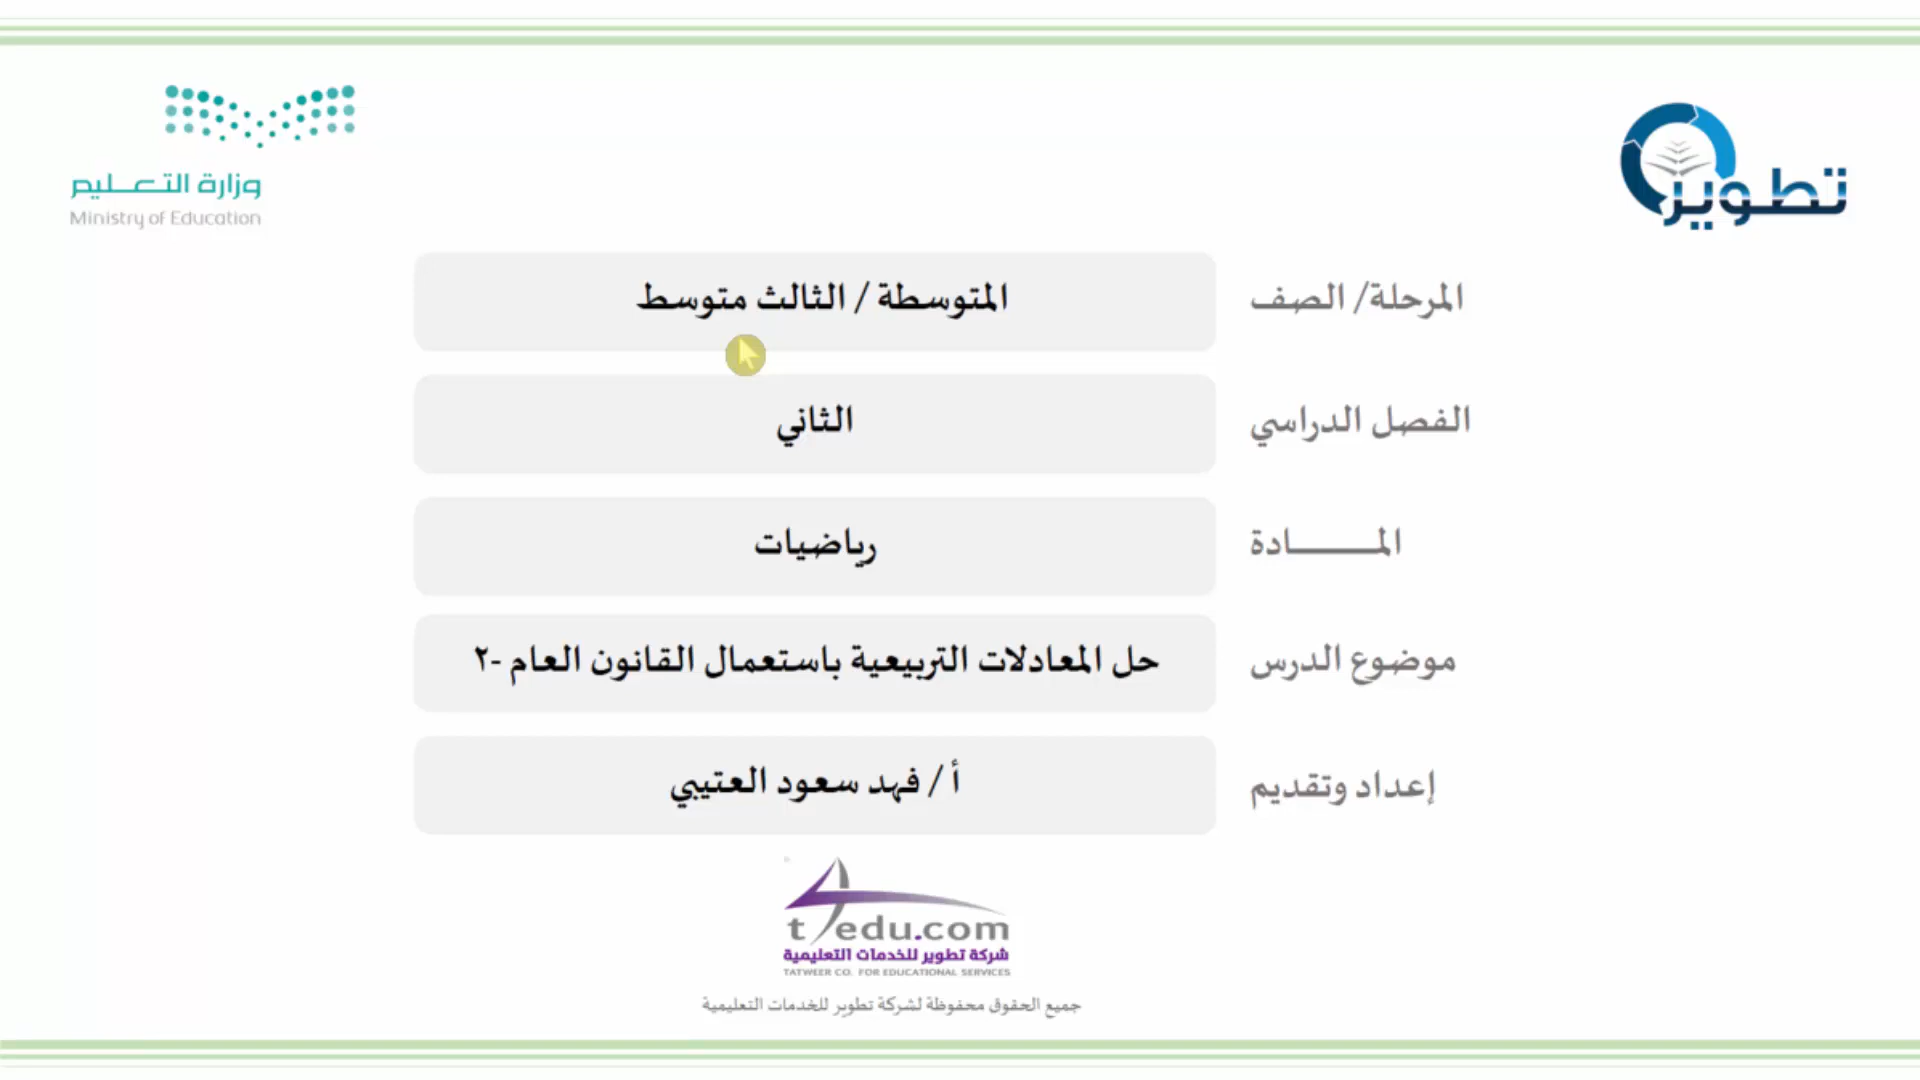 وزارة التعليم
Ministry of Education
تطوير
المرحلة/ الصف
المتوسطة / الثالث متوسط
الفصل الدراسي
الثاني
المــــــــادة
رياضيات
موضوع الدرس
حل المعادلات التربيعية باستعمال القانون العام -٢
إعداد وتقديم
أ / فهد سعود العتيبي
t4edu.com
شركة تطوير للخدمات التعليمية
TATWEER CO. FOR EDUCATIONAL SERVICES
جميع الحقوق محفوظة لشركة تطوير للخدمات التعليمية